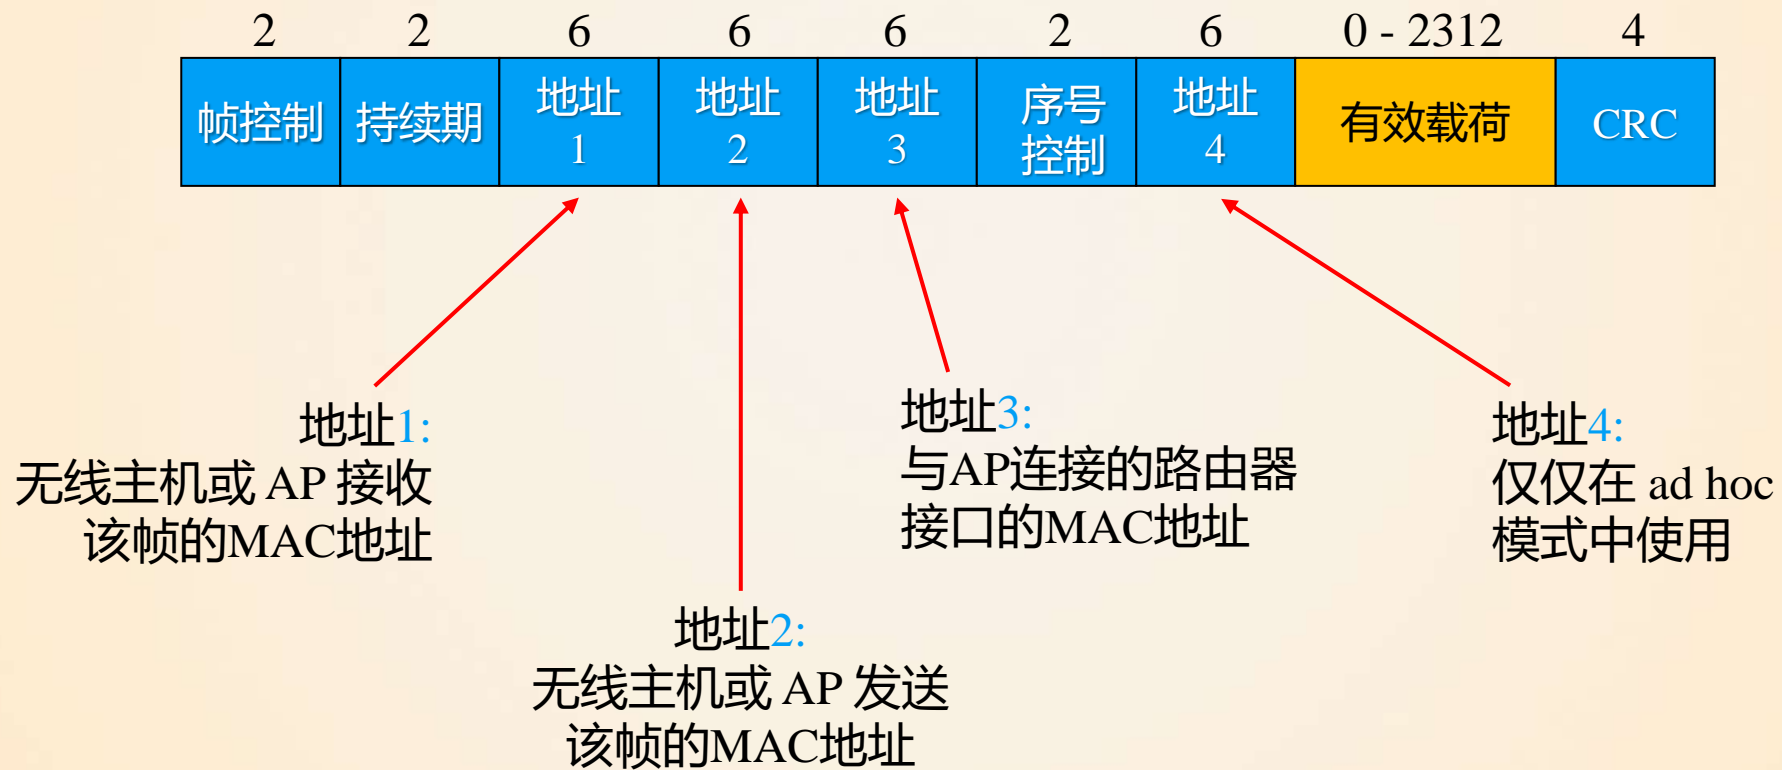 2 2 6 6 6 2 6 0 - 2312 4
帧控制
持续期
地址
1
地址
2
地址
3
序号
控制
地址
4
有效载荷
CRC
地址1:
无线主机或 AP 接收
该帧的MAC地址
地址2:
无线主机或 AP 发送
该帧的MAC地址
地址3:
与AP连接的路由器
接口的MAC地址
地址4:
仅仅在 ad hoc
模式中使用